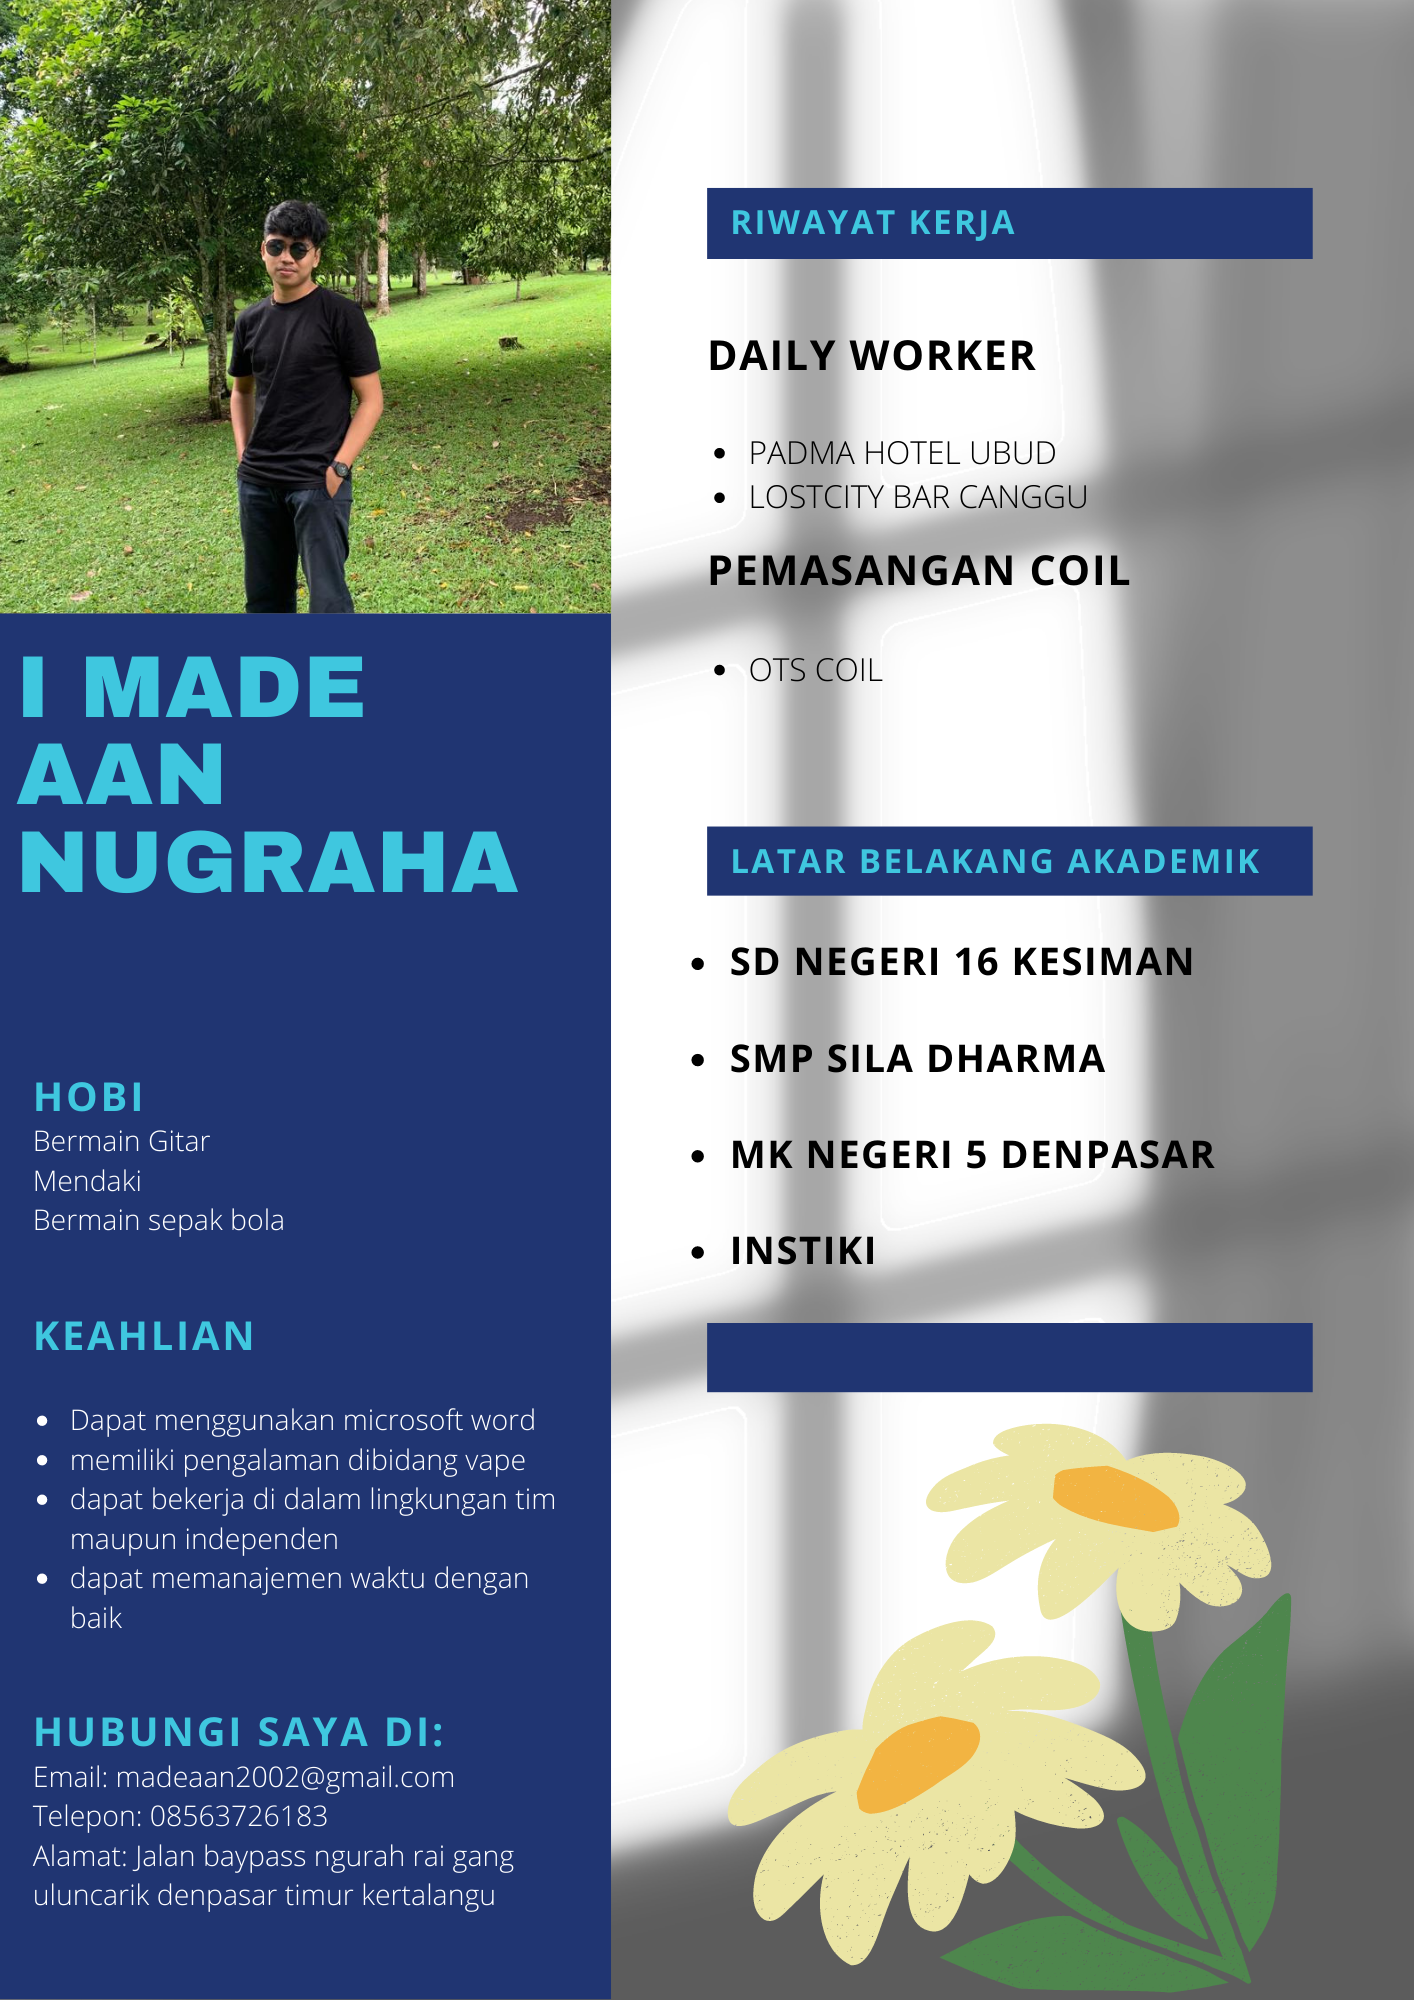 I MADE
AAN
NUGRAHA
HOBI
Bermain Gitar
Mendaki
Bermain sepak bola
KEAHLIAN
• Dapat menggunakan microsoft word
• memiliki pengalaman dibidang vape
• dapat bekerja di dalam lingkungan tim
maupun independen
• dapat memanajemen waktu dengan
baik
HUBUNGI SAYA DI:
Email: madeaan2002@gmail.com
Telepon: 08563726183
Alamat: Jalan baypass ngurah rai gang
uluncarik denpasar timur kertalangu
RIWAYAT KERJA
DAILY WORKER
• PADMA HOTEL UBUD
• LOSTCITY BAR CANGGU
PEMASANGAN COIL
• OTS COIL
LATAR BELAKANG AKADEMIK
• SD NEGERI 16 KESIMAN
• SMP SILA DHARMA
• MK NEGERI 5 DENPASAR
• INSTIKI